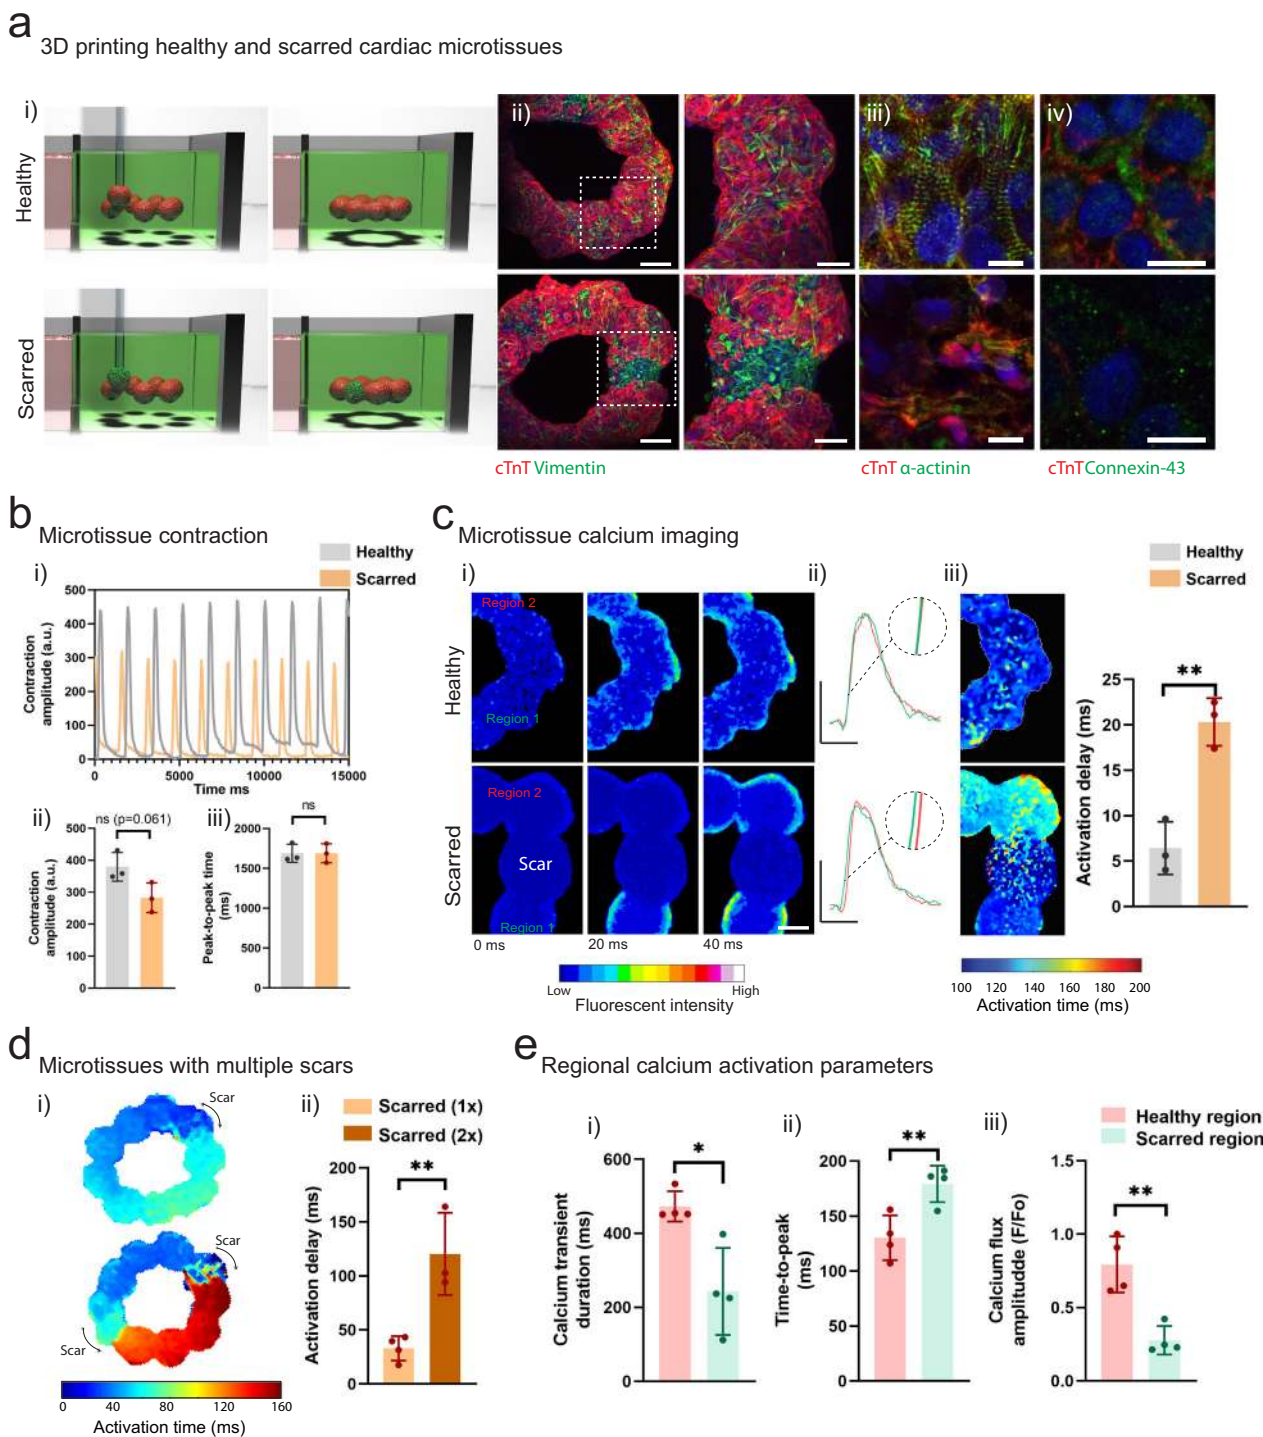 a
3D printing healthy and scarred cardiac microtissues
i)
ii)
iii)
iv)
Healthy
Scarred
cTnT Vimentin
cTnT α-actinin
cTnT Connexin-43
b
Microtissue contraction
Healthy
Scarred
i)
Contraction
amplitude (a.u.)
500
400
300
200
100
0
0
5000
10000
15000
Time ms
ii)
ns (p=0.061)
Contraction
amplitude (a.u.)
500
400
300
200
100
0
iii)
ns
Peak-to-peak time
(ms)
2000
1500
1000
500
0
c
Microtissue calcium imaging
i)
ii)
iii)
Healthy
Scarred
Healthy
Region 2
Region 1
Scarred
Region 2
Scar
Region 1
0 ms
20 ms
40 ms
Low
High
Fluorescent intensity
100 120 140 160 180 200
Activation time (ms)
Activation delay (ms)
25
20
15
10
5
0
**
d
Microtissues with multiple scars
i)
Scar
Scar
Scar
0 40 80 120 160
Activation time (ms)
ii)
Scarred (1x)
Scarred (2x)
Activation delay (ms)
200
150
100
50
0
**
e
Regional calcium activation parameters
Healthy region
Scarred region
i)
Calcium transient
duration (ms)
600
400
200
0
*
ii)
Time-to-peak
(ms)
200
150
100
50
0
**
iii)
Calcium flux
amplitudde (F/Fo)
1.5
1.0
0.5
0.0
**